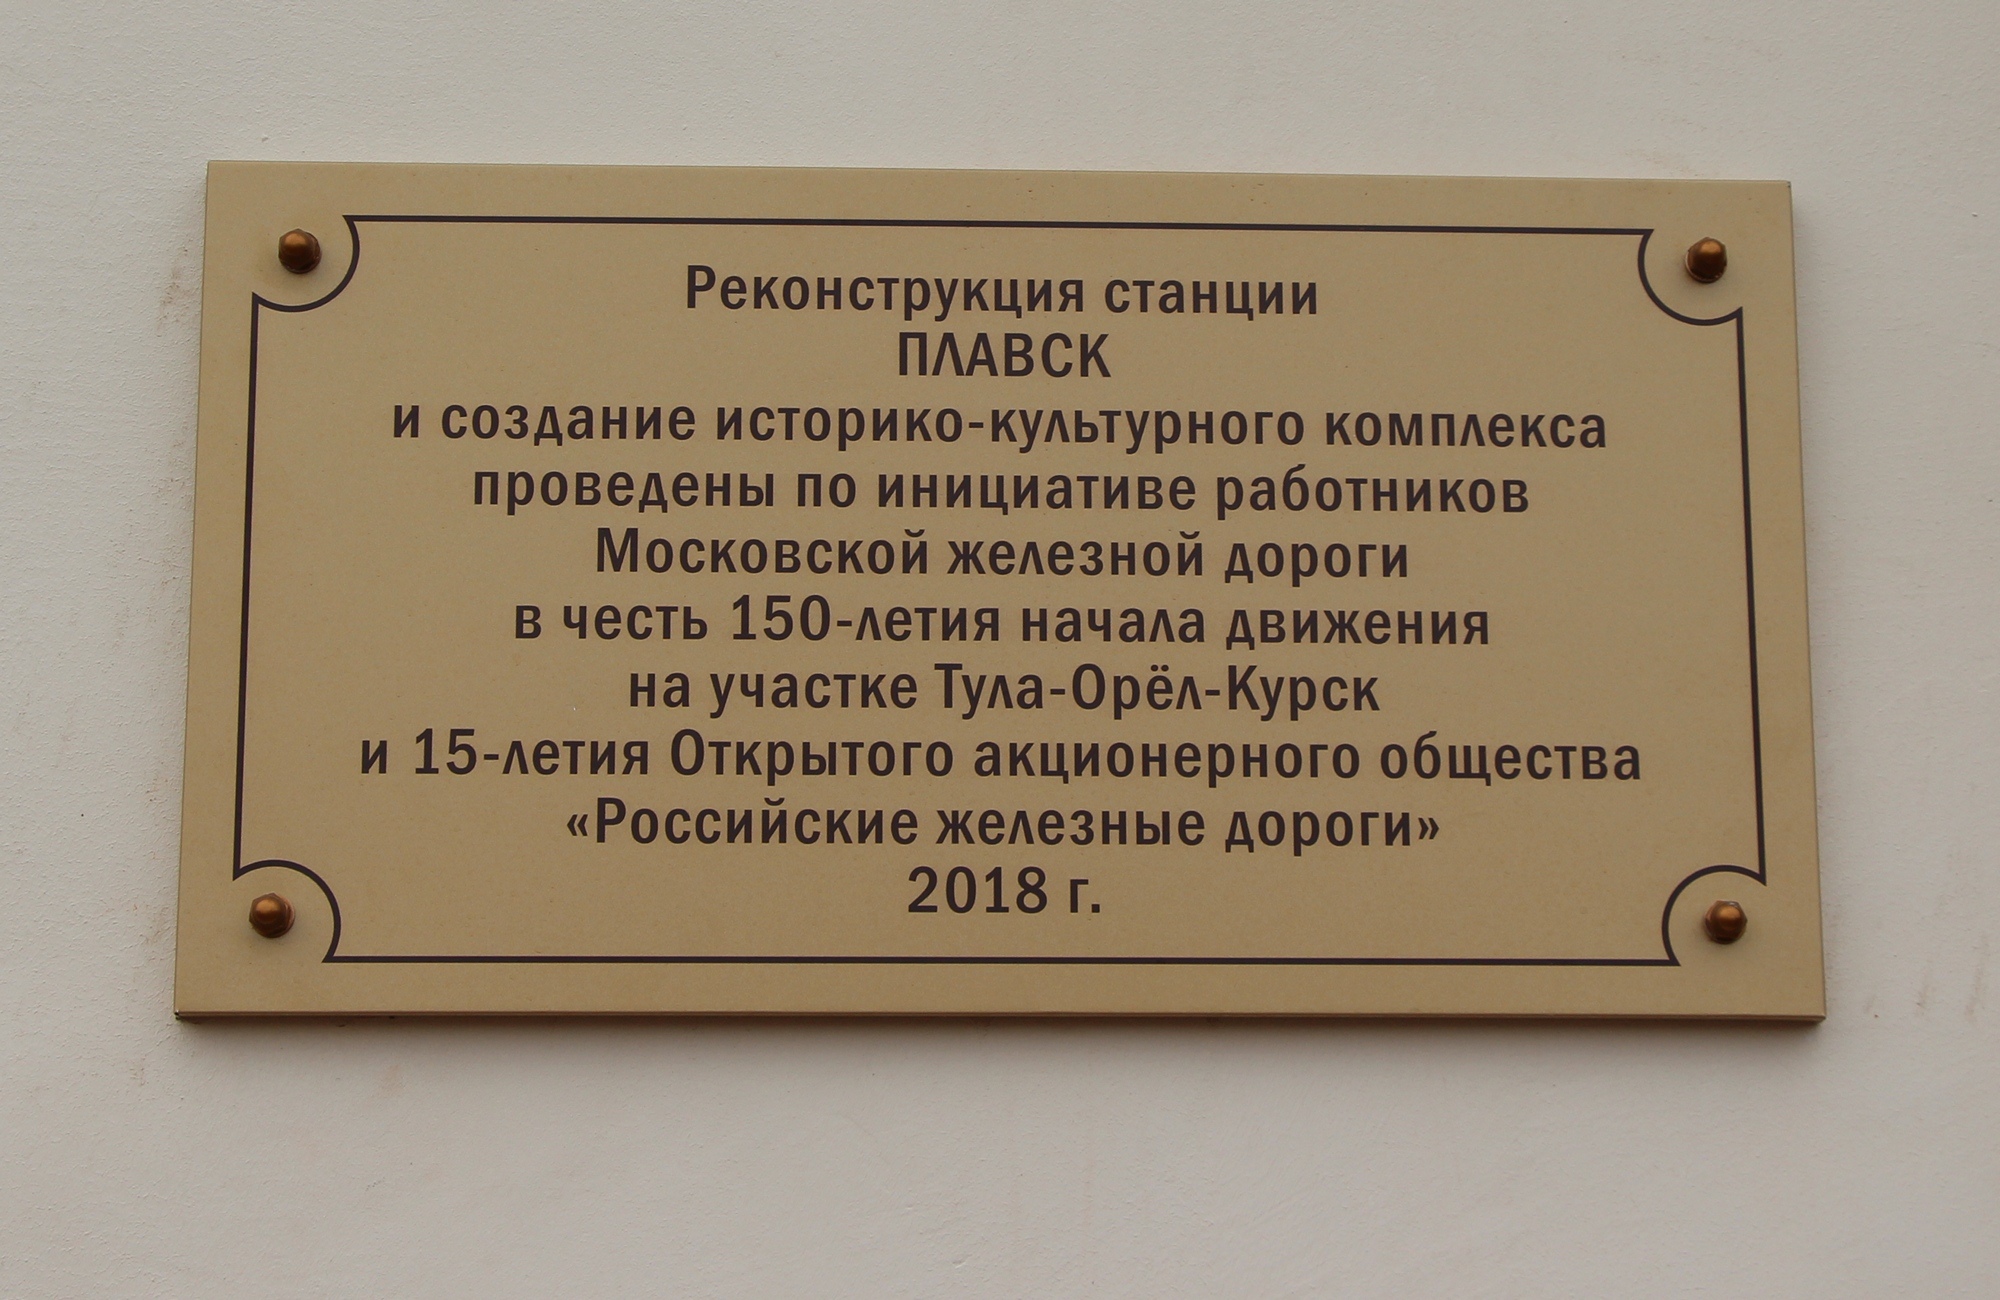 Реконструкция станции
ПЛАВСК
и создание историко-культурного комплекса
проведены по инициативе работников
Московской железной дороги
в честь 150-летия начала движения
на участке Тула-Орёл-Курск
и 15-летия Открытого акционерного общества
«Российские железные дороги»
2018 г.